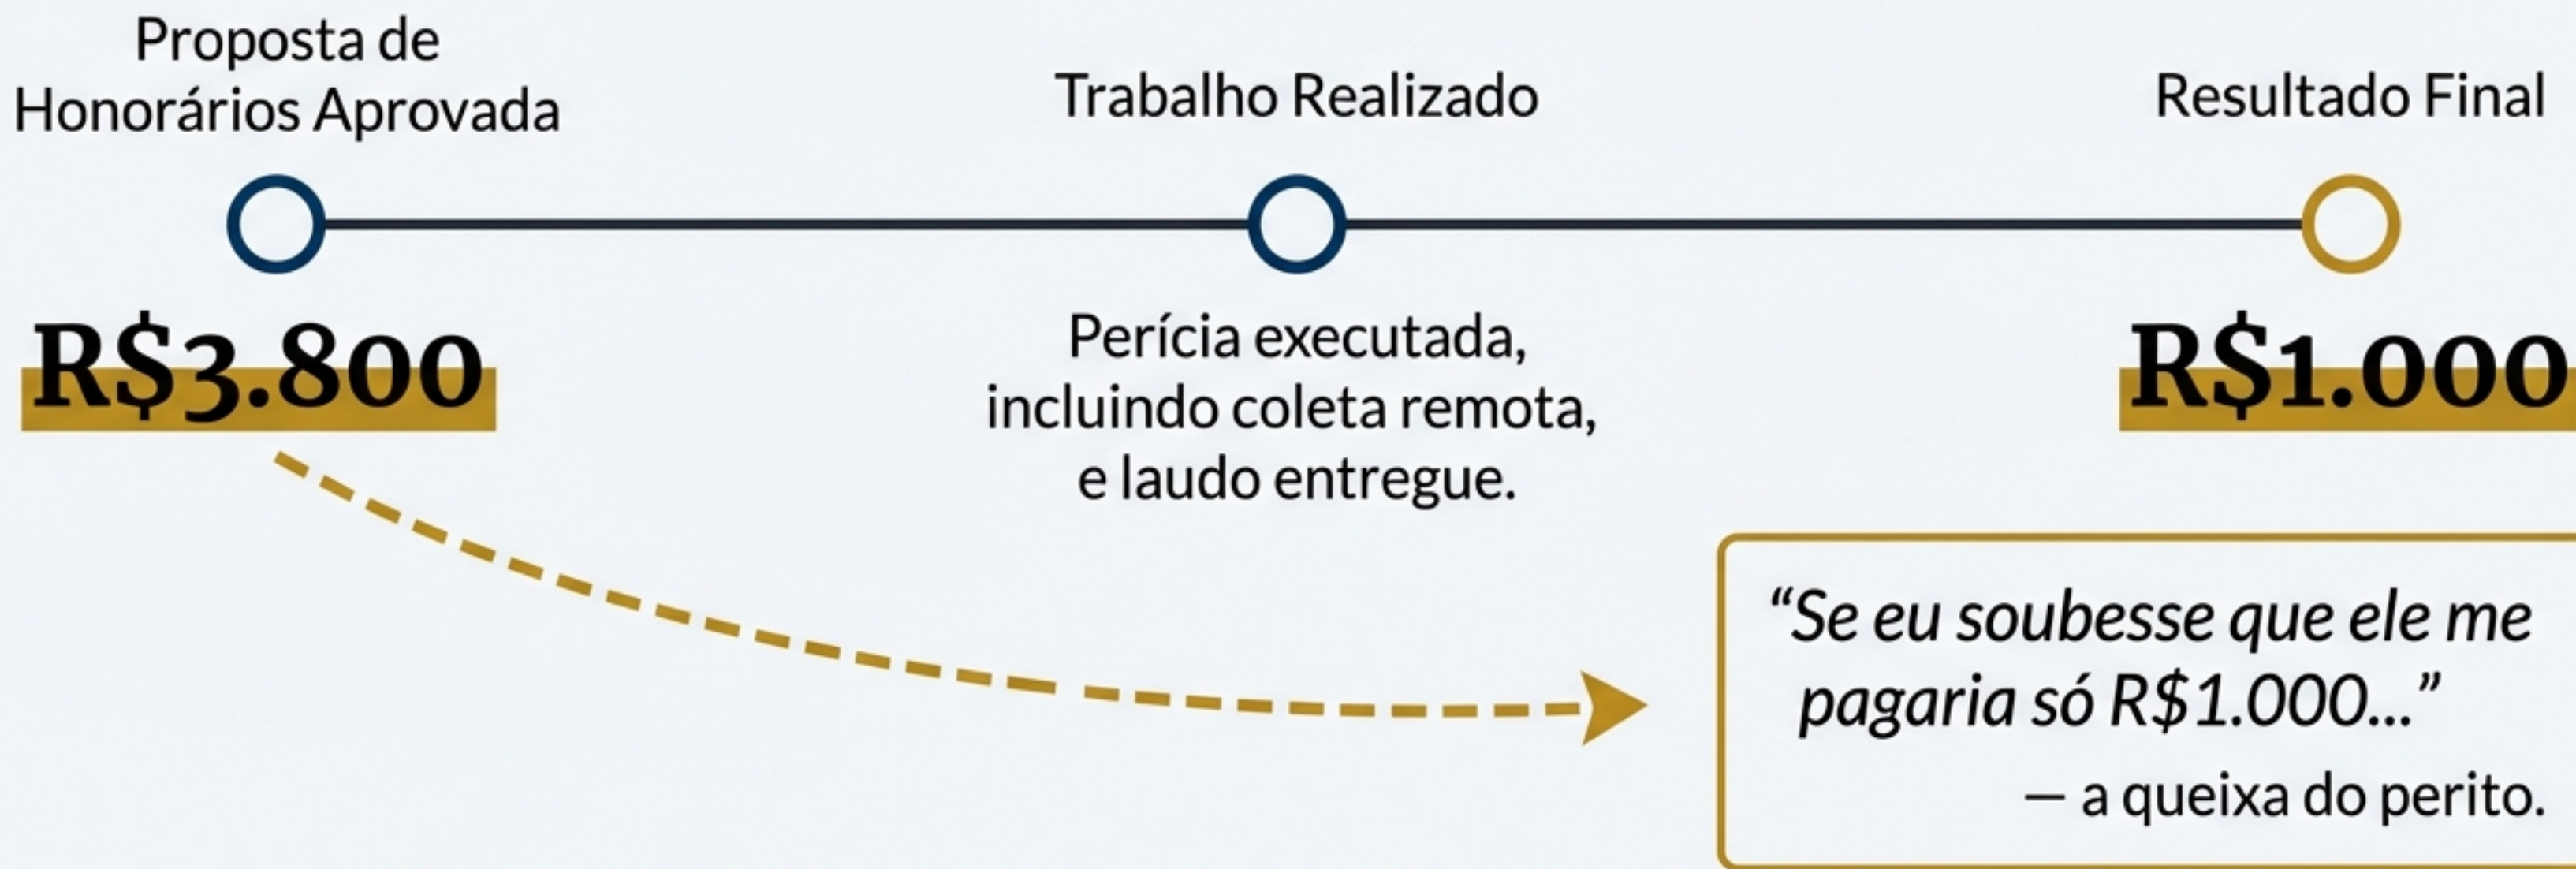 Proposta de
Honorários Aprovada
R$3.800
Trabalho Realizado
Perícia executada,
incluindo coleta remota,
e laudo entregue.
Resultado Final
R$1.000
“Se eu soubesse que ele me
pagaria só R$1.000...”
— a queixa do perito.